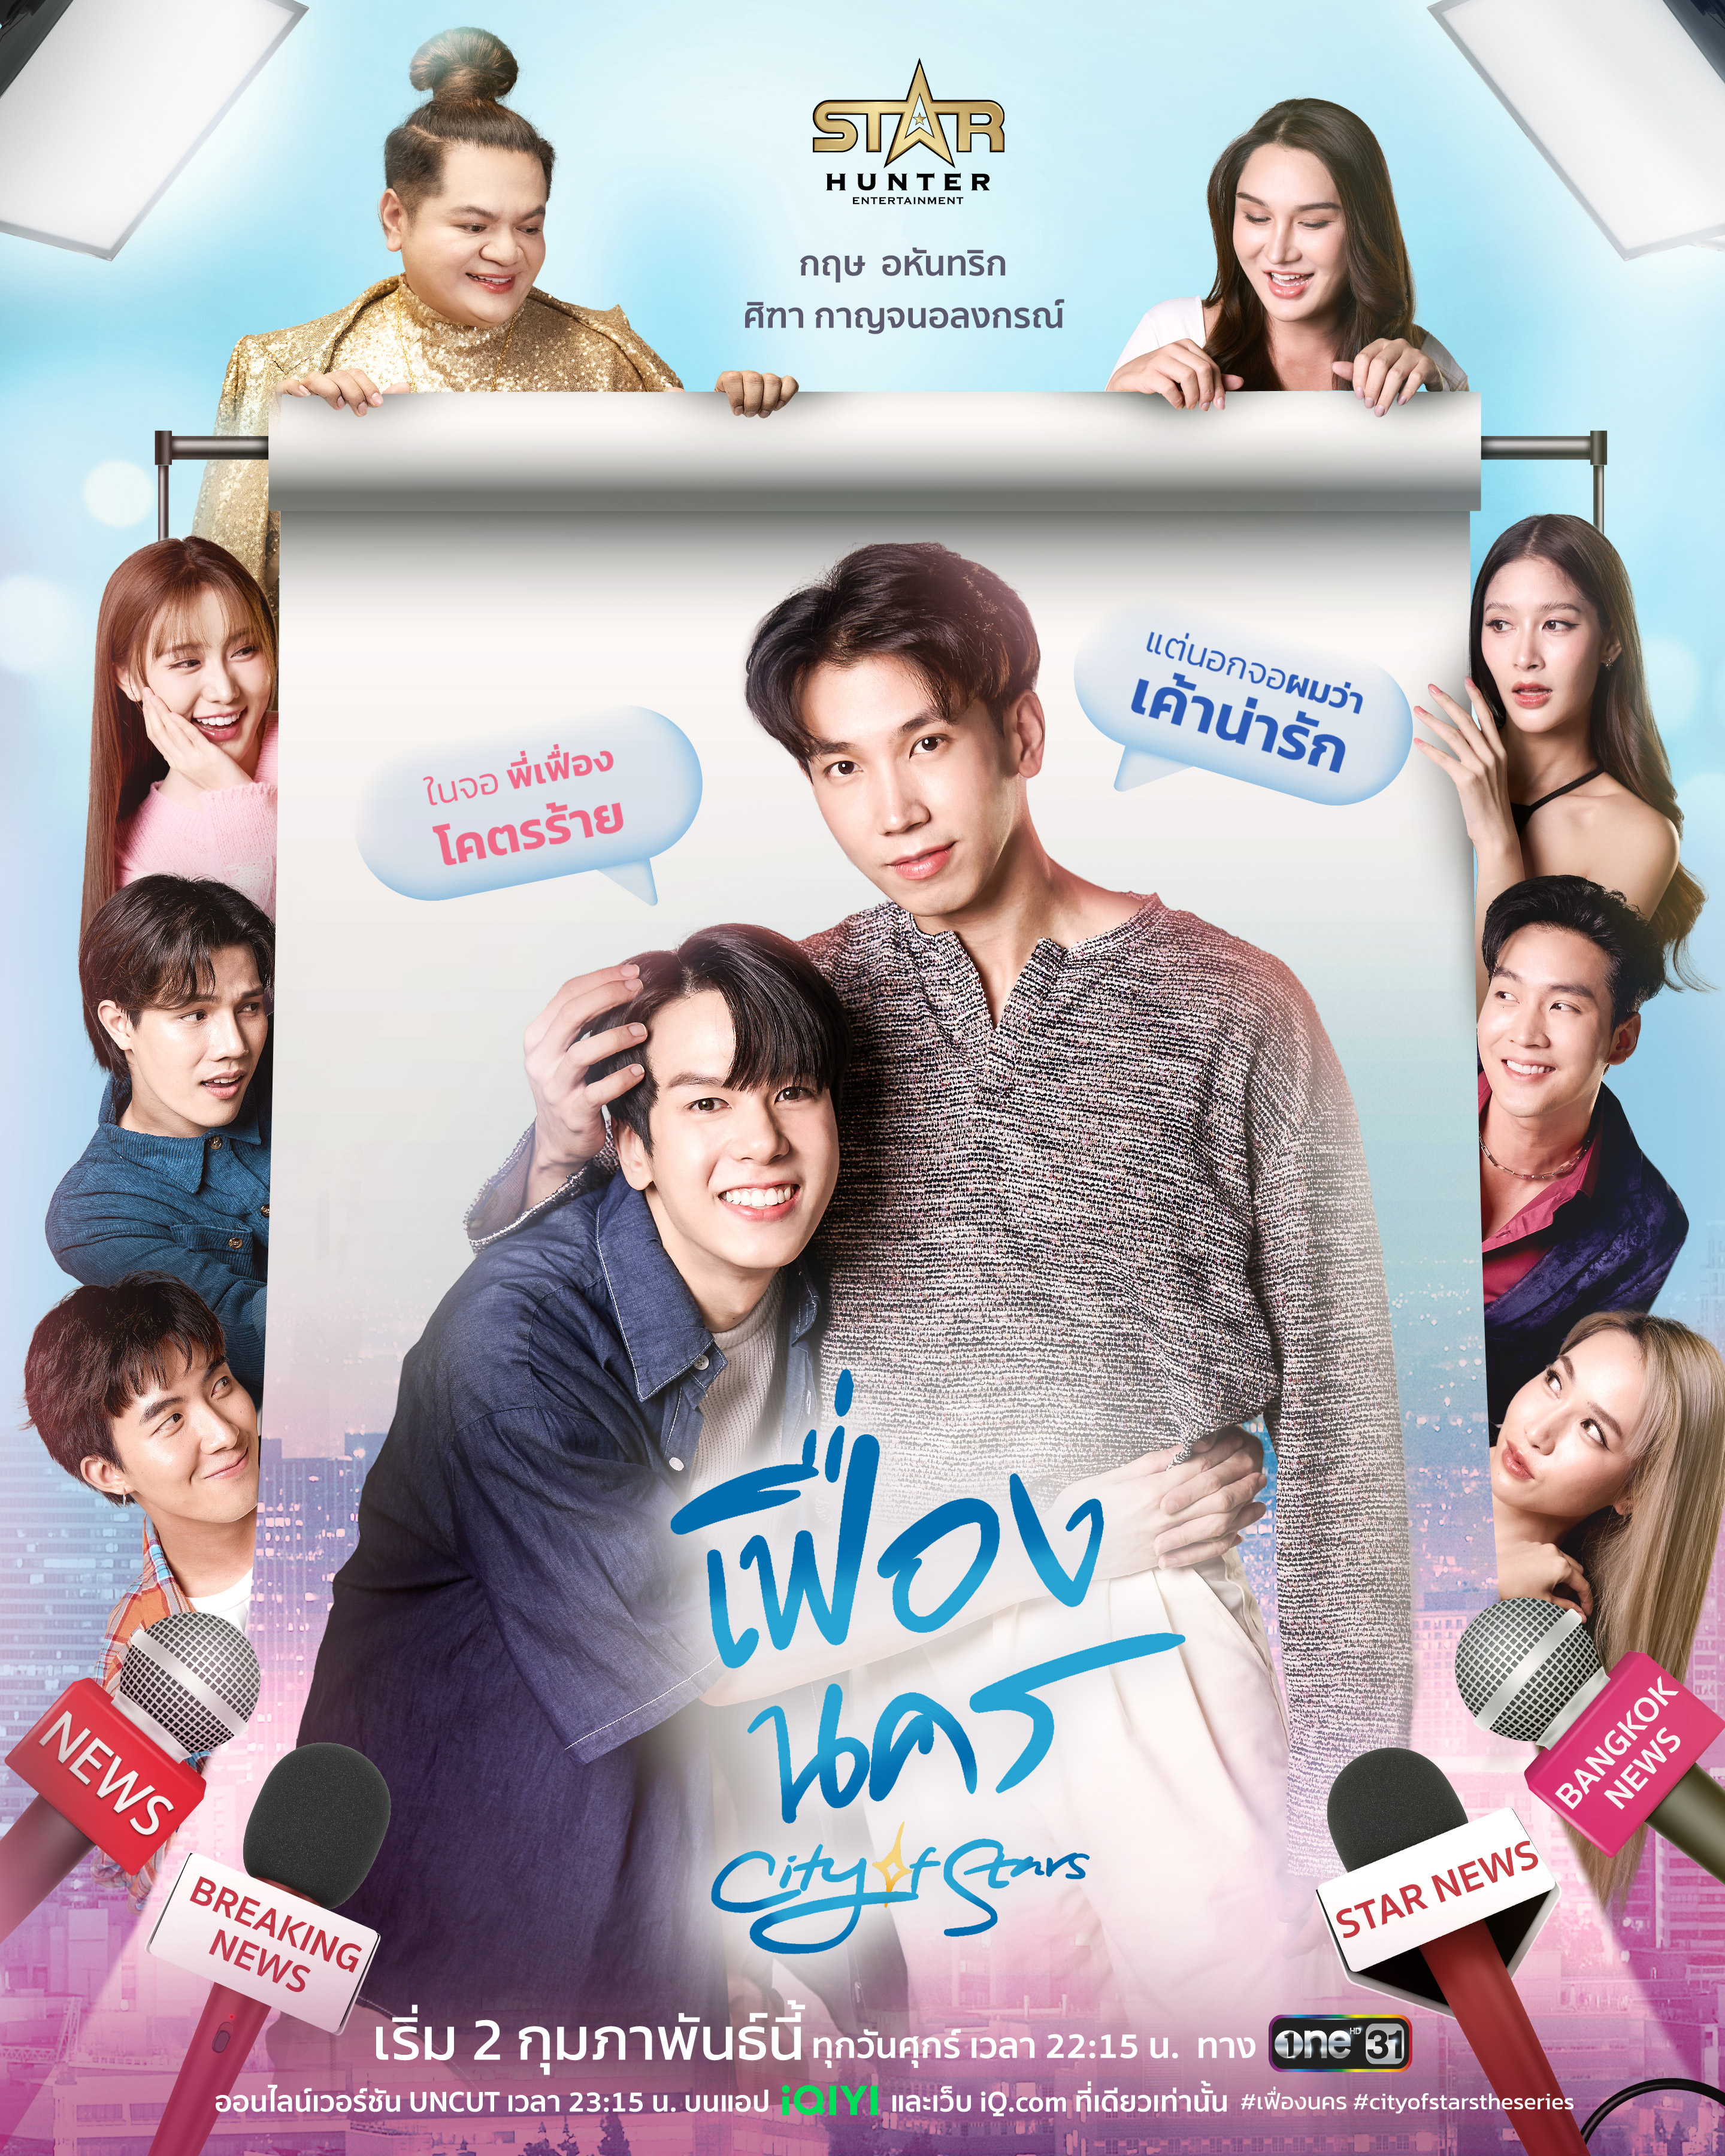 STAR
HUNTER
ENTERTAINMENT
กฤษ อหันทริก
ศิฑา กาญจนอลงกรณ์
ในจอ พี่เฟื่อง
โคตรร้าย
แต่นอกจอผมว่า
เค้าน่ารัก
เฟื่อง
นคร
City of Stars
NEWS
BREAKING
NEWS
STAR NEWS
BANGKOK
NEWS
เริ่ม 2 กุมภาพันธ์นี้ ทุกวันศุกร์ เวลา 22:15 น. ทาง one HD 31
ออนไลน์เวอร์ชัน UNCUT เวลา 23:15 น. บนแอป iQIYI และเว็บ iQ.com ที่เดียวเท่านั้น #เฟื่องนคร #cityofstarstheseries